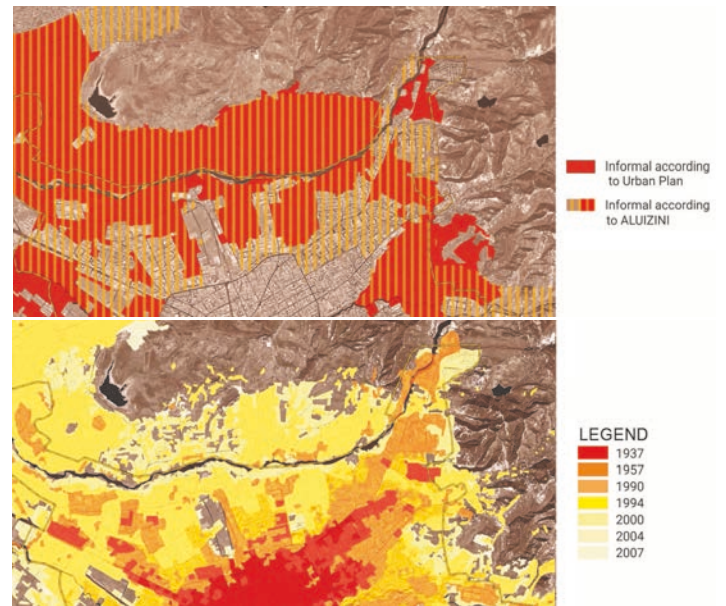 Informal according
to Urban Plan
Informal according
to ALUIZINI
LEGEND
1937
1957
1990
1994
2000
2004
2007